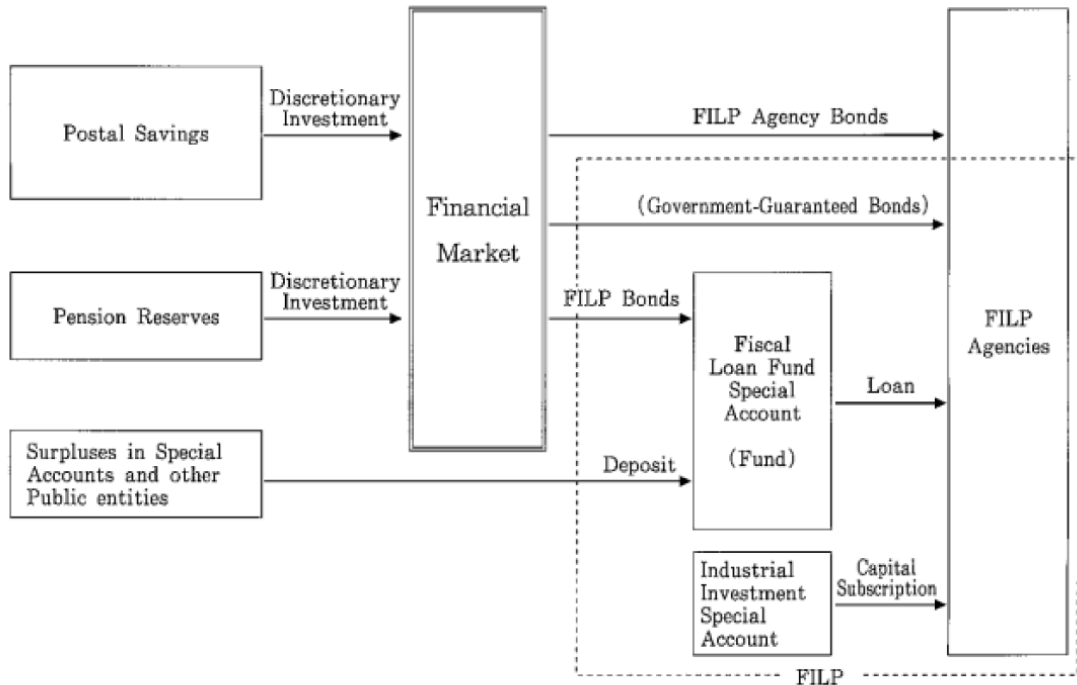 Postal Savings
Discretionary
Investment
Financial
Market
FILP Agency Bonds
(Government-Guaranteed Bonds)
Pension Reserves
Discretionary
Investment
FILP Bonds
Fiscal
Loan Fund
Special
Account
(Fund)
Loan
FILP
Agencies
Surpluses in Special
Accounts and other
Public entities
Deposit
Industrial
Investment
Special
Account
Capital
Subscription
FILP